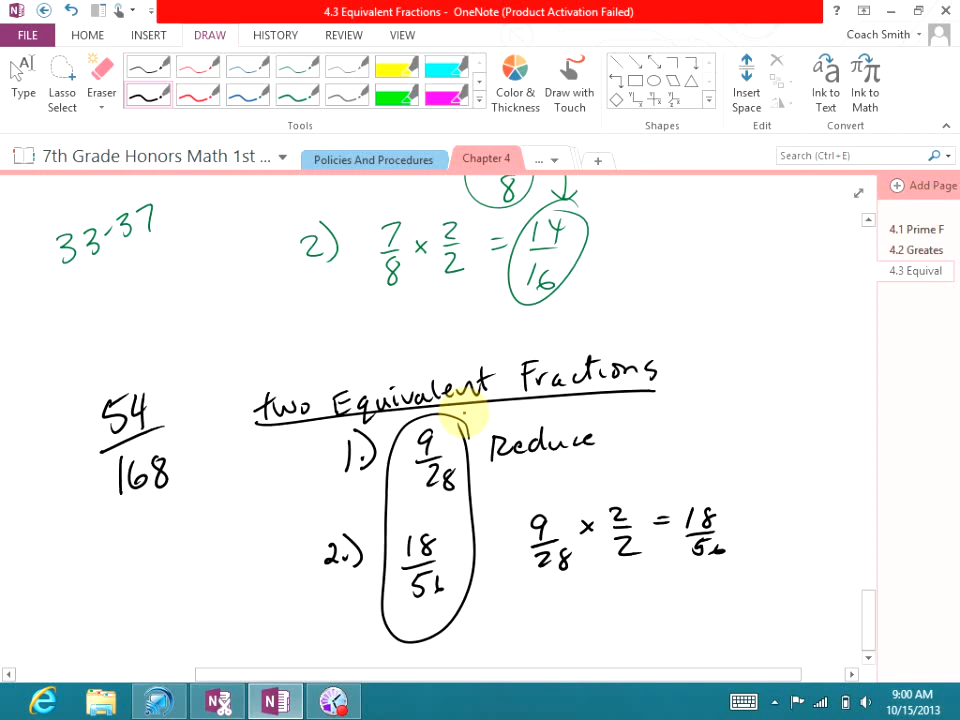 4.3 Equivalent Fractions - OneNote (Product Activation Failed)
FILE HOME INSERT DRAW HISTORY REVIEW VIEW Coach Smith
Type Lasso Select Eraser Color & Thickness Draw with Touch Insert Space Ink to Text Ink to Math
Tools Shapes Edit Convert
7th Grade Honors Math 1st ... Policies And Procedures Chapter 4 ... Search (Ctrl+E)
Add Page
4.1 Prime F
4.2 Greates
4.3 Equival
8
33-37
2) 7/8 × 2/2 = 14/16
54/168
two Equivalent Fractions
1.) 9/28 Reduce
2.) 18/56 9/28 × 2/2 = 18/56
9:00 AM
10/15/2013